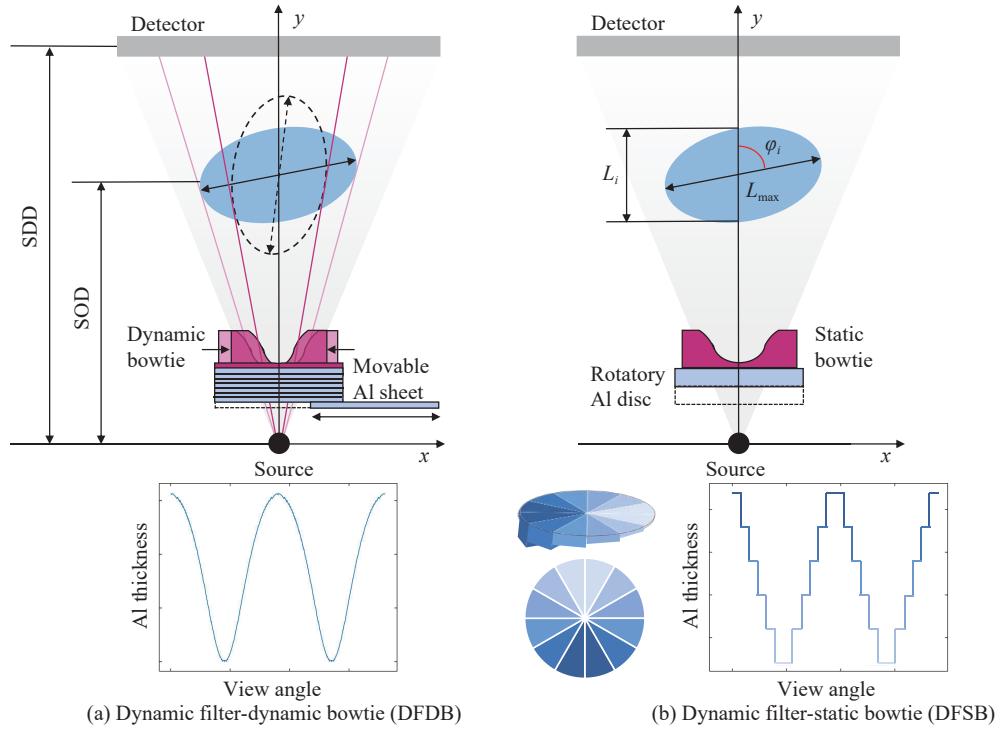 Detector
y
SDD
SOD
Dynamic
bowtie
Movable
Al sheet
x
Source
Al thickness
View angle
(a) Dynamic filter-dynamic bowtie (DFDB)
Detector
y
L_i
φ_i
L_max
Static
bowtie
Rotatory
Al disc
x
Source
Al thickness
View angle
(b) Dynamic filter-static bowtie (DFSB)